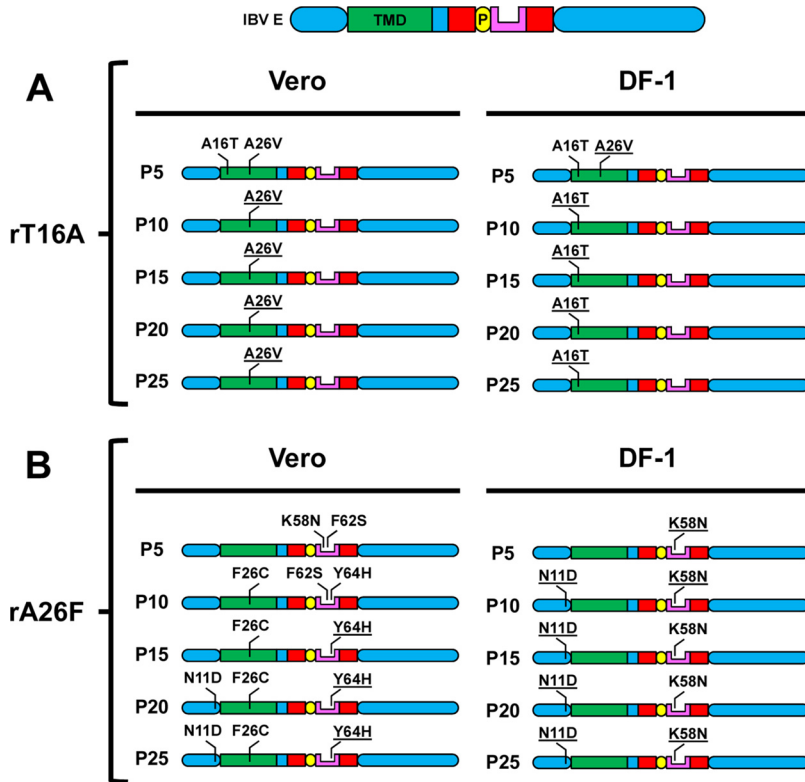 IBV E TMD P
A
Vero DF-1
A16T A26V A16T A26V
P5 P5
A26V A16T
P10 P10
rT16A
A26V A16T
P15 P15
A26V A16T
P20 P20
A26V A16T
P25 P25
B
Vero DF-1
K58N F62S K58N
P5 P5
F26C F62S Y64H N11D K58N
P10 P10
rA26F
F26C Y64H N11D K58N
P15 P15
N11D F26C Y64H N11D K58N
P20 P20
N11D F26C Y64H N11D K58N
P25 P25